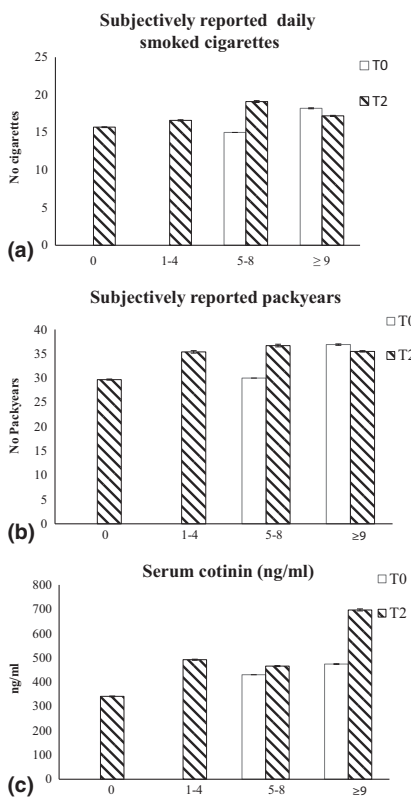 Subjectively reported daily
smoked cigarettes
T0
T2
No cigarettes
25
20
15
10
5
0
0 1-4 5-8 ≥ 9
(a)
Subjectively reported packyears
T0
T2
No Packyears
40
35
30
25
20
15
10
5
0
0 1-4 5-8 ≥9
(b)
Serum cotinin (ng/ml)
T0
T2
ng/ml
800
700
600
500
400
300
200
100
0
0 1-4 5-8 ≥9
(c)